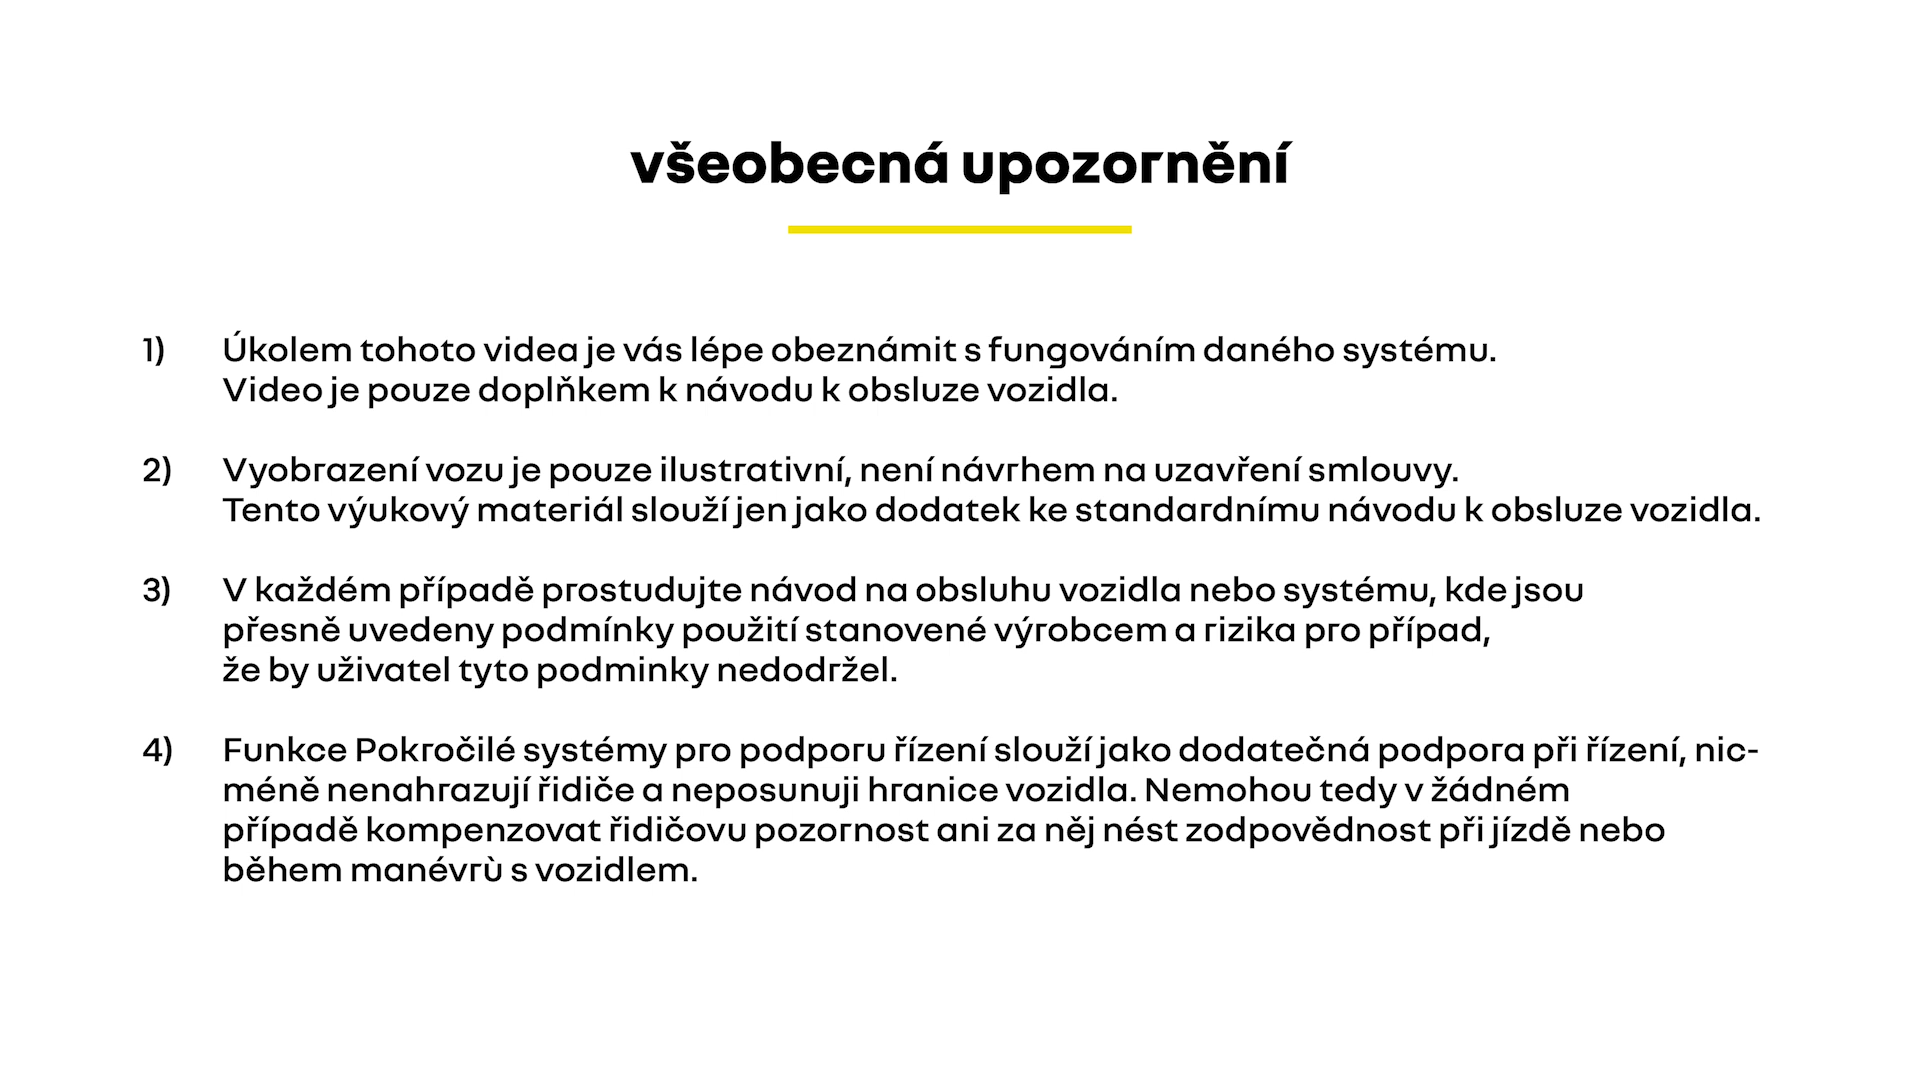 všeobecná upozornění
1) Úkolem tohoto videa je vás lépe obeznámit s fungováním daného systému.
Video je pouze doplňkem k návodu k obsluze vozidla.
2) Vyobrazení vozu je pouze ilustrativní, není návrhem na uzavření smlouvy.
Tento výukový materiál slouží jen jako dodatek ke standardnímu návodu k obsluze vozidla.
3) V každém případě prostudujte návod na obsluhu vozidla nebo systému, kde jsou
přesně uvedeny podmínky použití stanovené výrobcem a rizika pro případ,
že by uživatel tyto podminky nedodržel.
4) Funkce Pokročilé systémy pro podporu řízení slouží jako dodatečná podpora při řízení, nic-
méně nenahrazují řidiče a neposunuji hranice vozidla. Nemohou tedy v žádném
případě kompenzovat řidičovu pozornost ani za něj nést zodpovědnost při jízdě nebo
během manévrù s vozidlem.